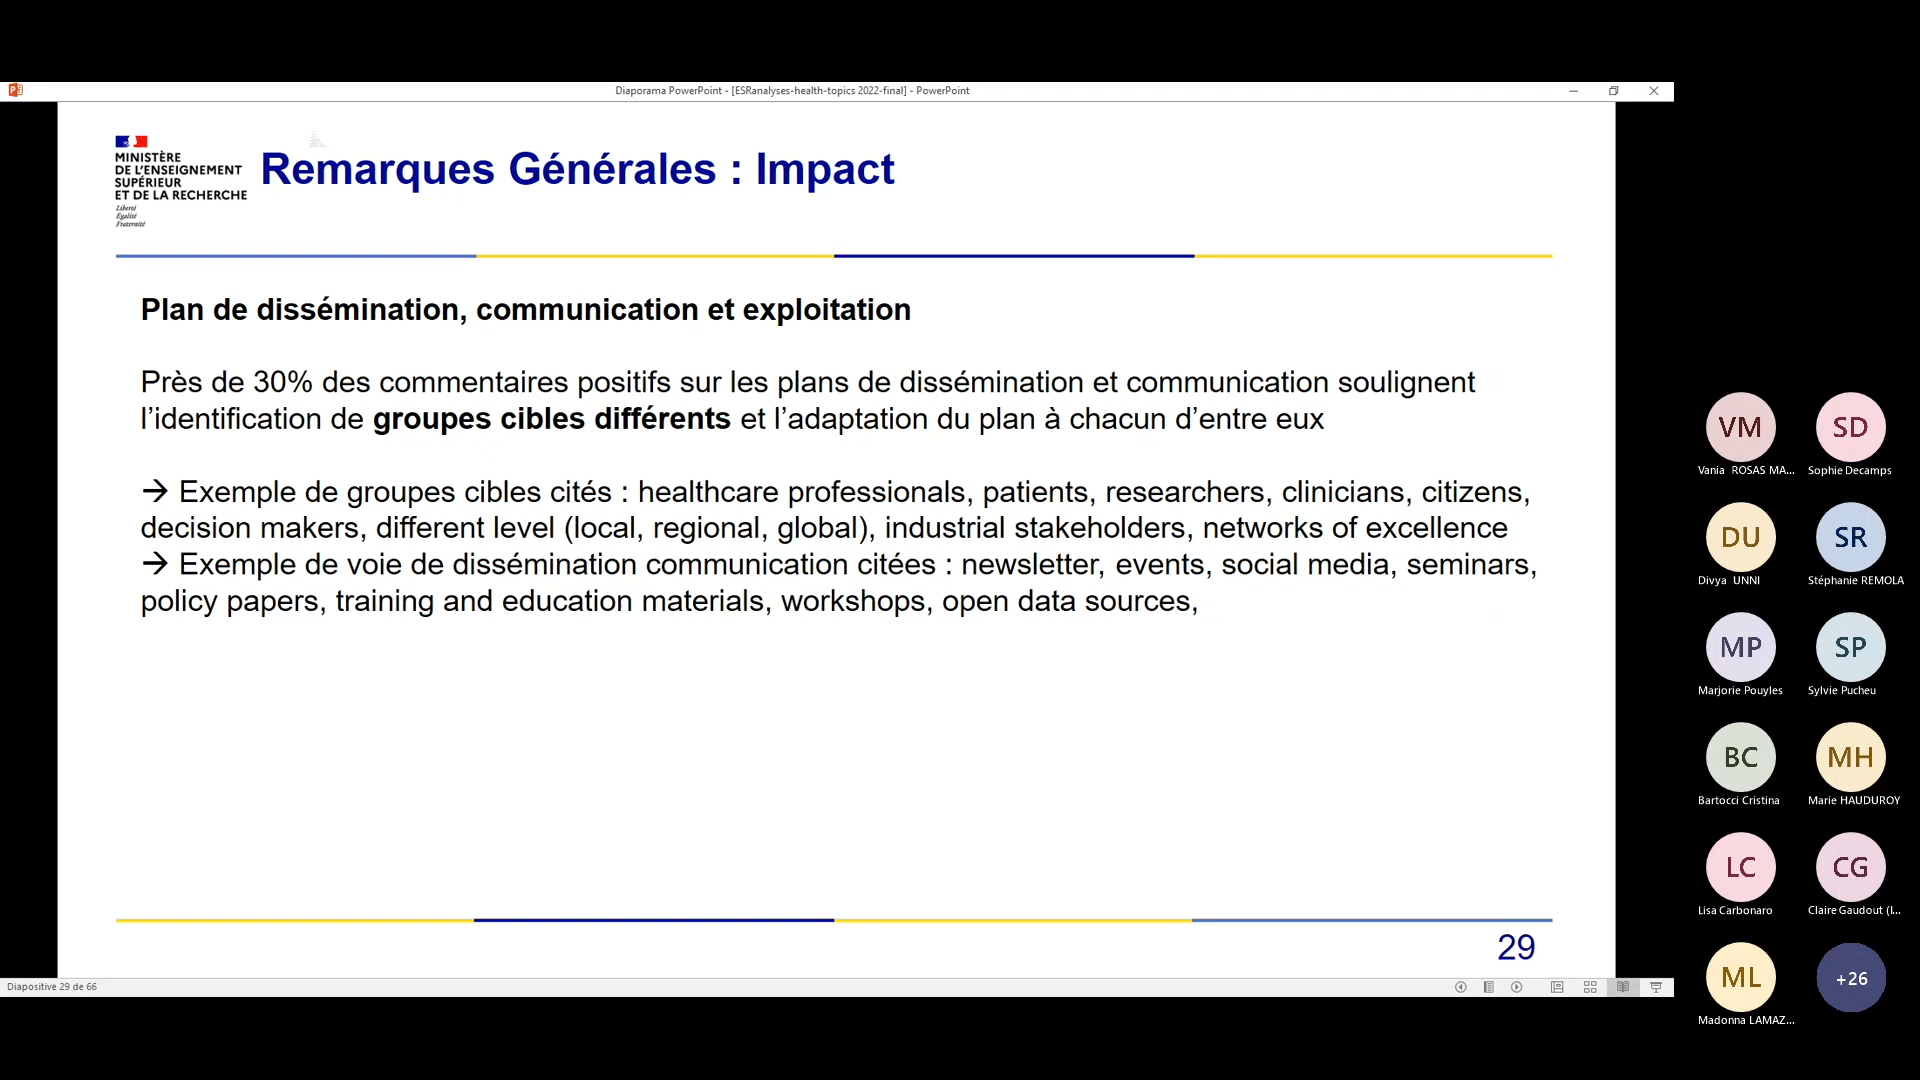 Diaporama PowerPoint - [ESRanalyses-health-topics 2022-final] - PowerPoint
MINISTÈRE
DE L'ENSEIGNEMENT
SUPÉRIEUR
ET DE LA RECHERCHE
Liberté
Égalité
Fraternité
Remarques Générales : Impact
Plan de dissémination, communication et exploitation
Près de 30% des commentaires positifs sur les plans de dissémination et communication soulignent
l’identification de groupes cibles différents et l’adaptation du plan à chacun d’entre eux
→ Exemple de groupes cibles cités : healthcare professionals, patients, researchers, clinicians, citizens,
decision makers, different level (local, regional, global), industrial stakeholders, networks of excellence
→ Exemple de voie de dissémination communication citées : newsletter, events, social media, seminars,
policy papers, training and education materials, workshops, open data sources,
29
Diapositive 29 de 66
VM
SD
Vania ROSAS MA...
Sophie Decamps
DU
SR
Divya UNNI
Stéphanie REMOLA
MP
SP
Marjorie Pouyles
Sylvie Pucheu
BC
MH
Bartocci Cristina
Marie HAUDUROY
LC
CG
Lisa Carbonaro
Claire Gaudout (I...
ML
+26
Madonna LAMAZ...